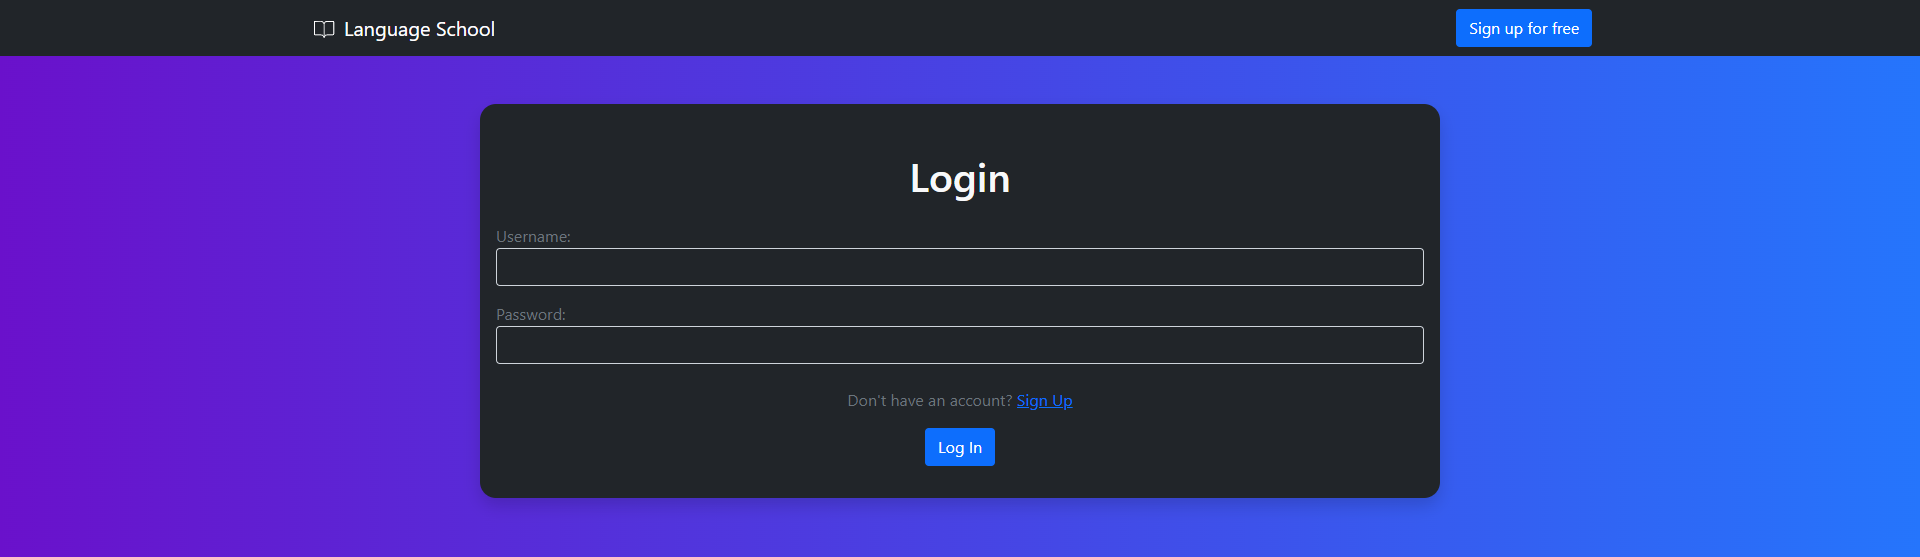 Language School
Sign up for free
Login
Username:
Password:
Don't have an account? Sign Up
Log In